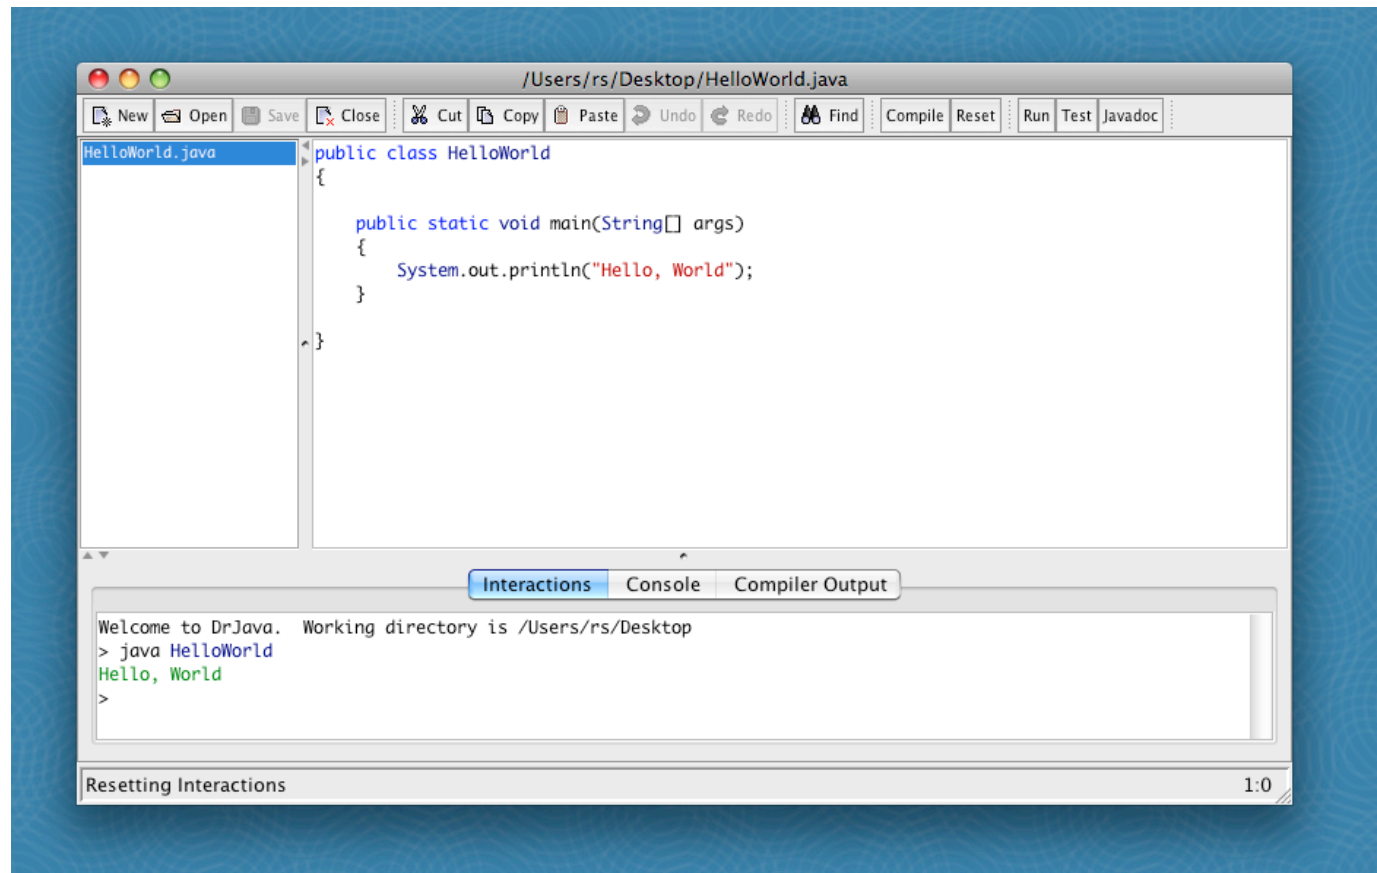 /Users/rs/Desktop/HelloWorld.java
New Open Save Close Cut Copy Paste Undo Redo Find Compile Reset Run Test Javadoc
HelloWorld.java
public class HelloWorld
{
public static void main(String[] args)
{
System.out.println("Hello, World");
}
}
Interactions Console Compiler Output
Welcome to DrJava.  Working directory is /Users/rs/Desktop
> java HelloWorld
Hello, World
>
Resetting Interactions 1:0